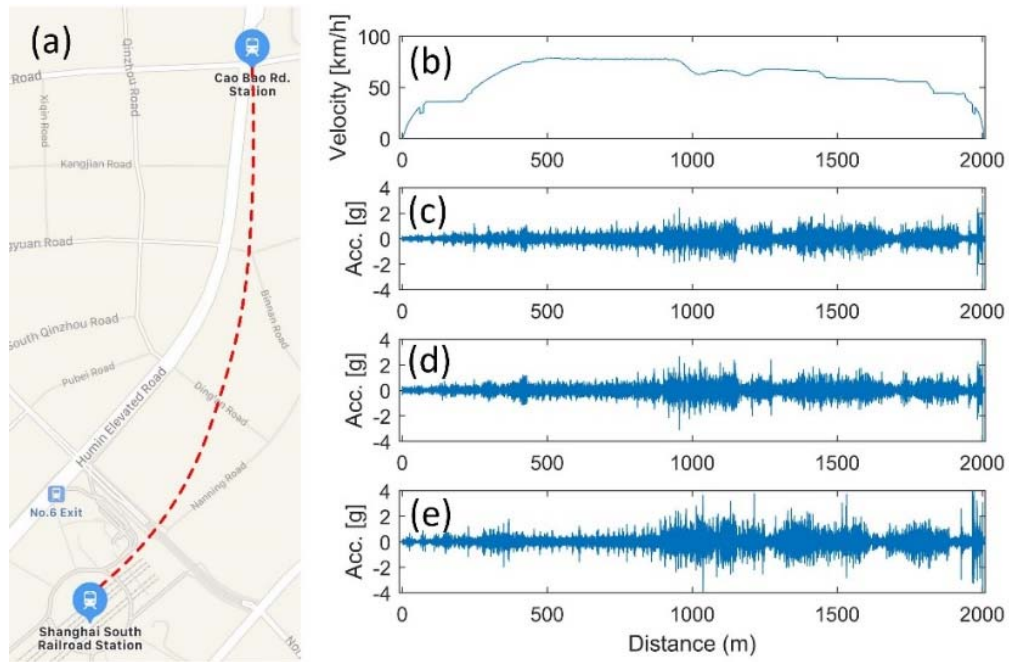 (a)
Qinzhou Road
Road
Cao Bao Rd.
Station
Xiqin Road
Kangjian Road
gyuan Road
Binnan Road
South Qinzhou Road
Pubei Road
Humin Elevated Road
Nanning Road
No.6 Exit
Shanghai South
Railroad Station
(b)
Velocity [km/h]
100
50
0
0 500 1000 1500 2000
(c)
Acc. [g]
4
2
0
-2
-4
0 500 1000 1500 2000
(d)
Acc. [g]
4
2
0
-2
-4
0 500 1000 1500 2000
(e)
Acc. [g]
4
2
0
-2
-4
0 500 1000 1500 2000
Distance (m)